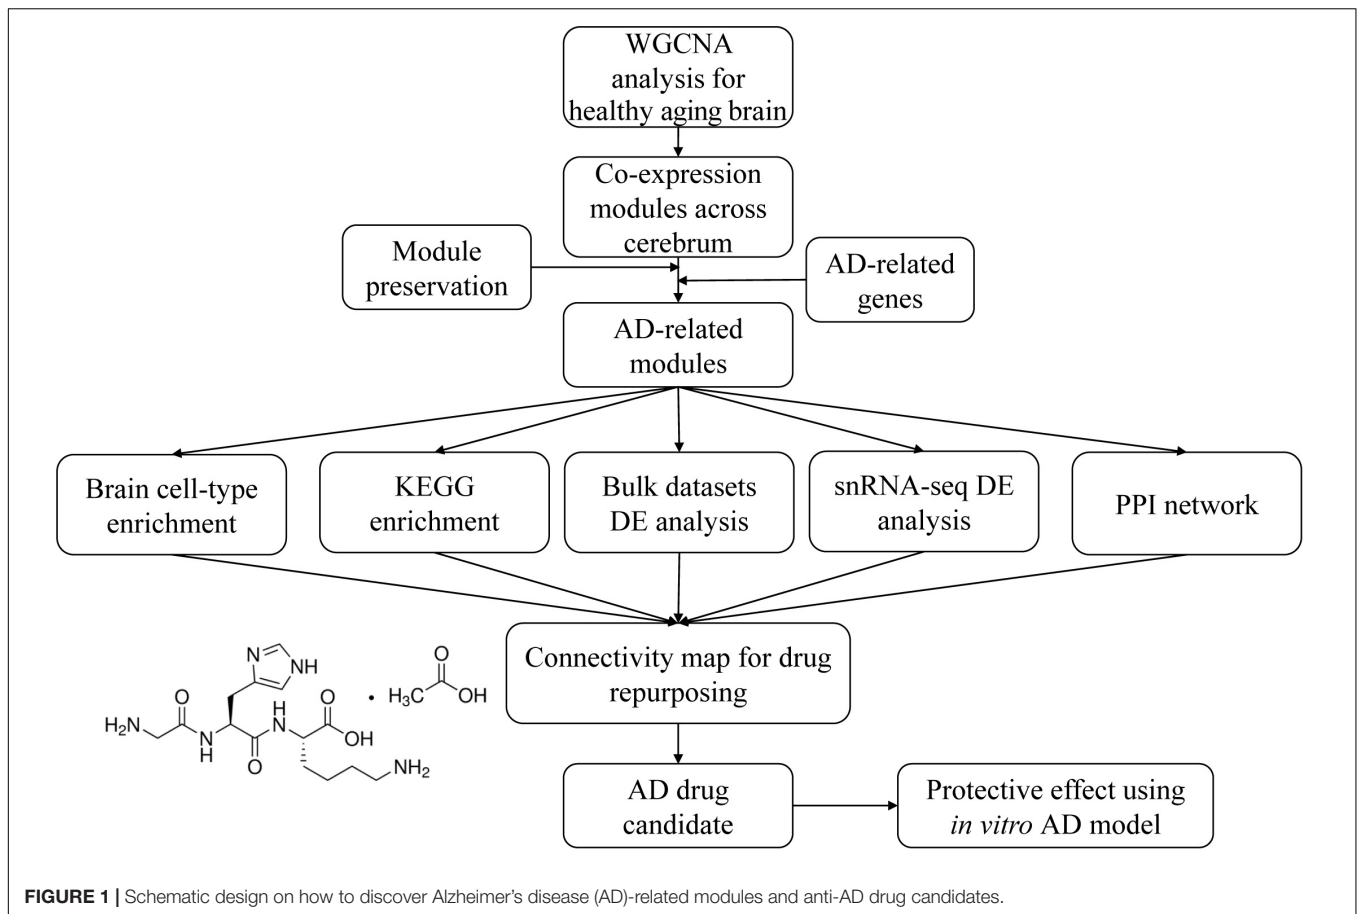 WGCNA
analysis for
healthy aging brain
Co-expression
modules across
cerebrum
Module
preservation
AD-related
genes
AD-related
modules
Brain cell-type
enrichment
KEGG
enrichment
Bulk datasets
DE analysis
snRNA-seq DE
analysis
PPI network
Connectivity map for drug
repurposing
N
NH
O
H₂N
N
H
O
H
N
O
OH
NH₂
•
H₃C
O
OH
AD drug
candidate
Protective effect using
in vitro AD model
FIGURE 1 | Schematic design on how to discover Alzheimer's disease (AD)-related modules and anti-AD drug candidates.